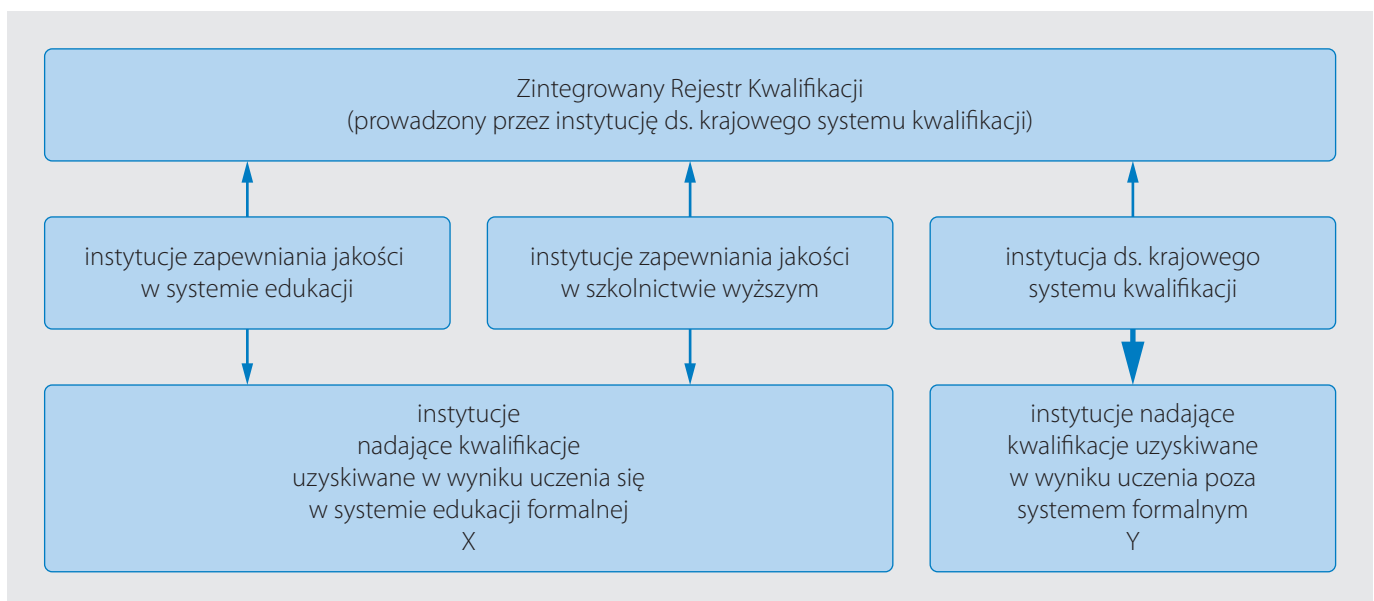 Zintegrowany Rejestr Kwalifikacji
(prowadzony przez instytucję ds. krajowego systemu kwalifikacji)
instytucje zapewniania jakości
w systemie edukacji
instytucje zapewniania jakości
w szkolnictwie wyższym
instytucja ds. krajowego
systemu kwalifikacji
instytucje
nadające kwalifikacje
uzyskiwane w wyniku uczenia się
w systemie edukacji formalnej
X
instytucje nadające
kwalifikacje uzyskiwane
w wyniku uczenia poza
systemem formalnym
Y